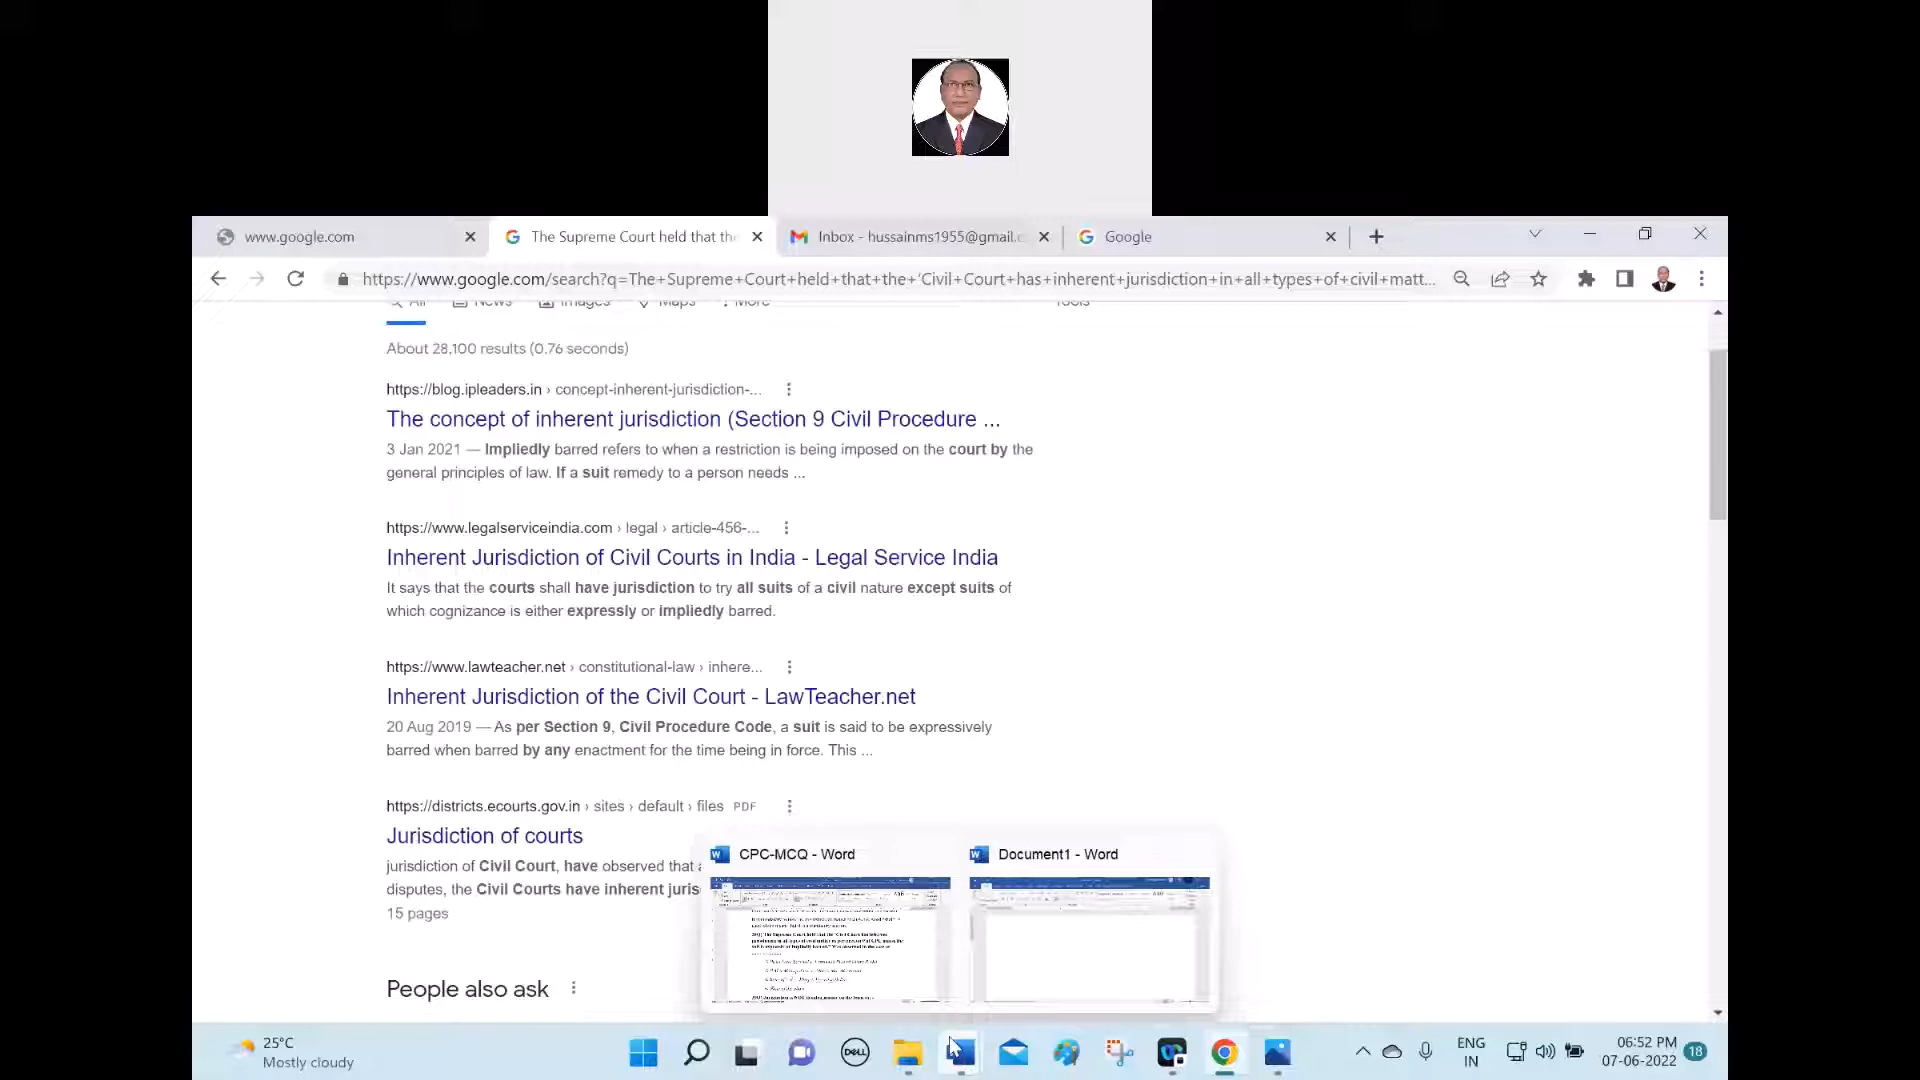 www.google.com
The Supreme Court held that the
Inbox - hussainms1955@gmail.c
Google
https://www.google.com/search?q=The+Supreme+Court+held+that+the+'Civil+Court+has+inherent+jurisdiction+in+all+types+of+civil+matt...
All News Images Maps More Tools
About 28,100 results (0.76 seconds)
https://blog.ipleaders.in › concept-inherent-jurisdiction-...
The concept of inherent jurisdiction (Section 9 Civil Procedure ...
3 Jan 2021 — Impliedly barred refers to when a restriction is being imposed on the court by the
general principles of law. If a suit remedy to a person needs ...
https://www.legalserviceindia.com › legal › article-456-...
Inherent Jurisdiction of Civil Courts in India - Legal Service India
It says that the courts shall have jurisdiction to try all suits of a civil nature except suits of
which cognizance is either expressly or impliedly barred.
https://www.lawteacher.net › constitutional-law › inhere...
Inherent Jurisdiction of the Civil Court - LawTeacher.net
20 Aug 2019 — As per Section 9, Civil Procedure Code, a suit is said to be expressively
barred when barred by any enactment for the time being in force. This ...
https://districts.ecourts.gov.in › sites › default › files PDF
Jurisdiction of courts
jurisdiction of Civil Court, have observed that
disputes, the Civil Courts have inherent juris
15 pages
People also ask
CPC-MCQ - Word
Document1 - Word
25°C
Mostly cloudy
DELL
ENG
IN
06:52 PM
07-06-2022
18